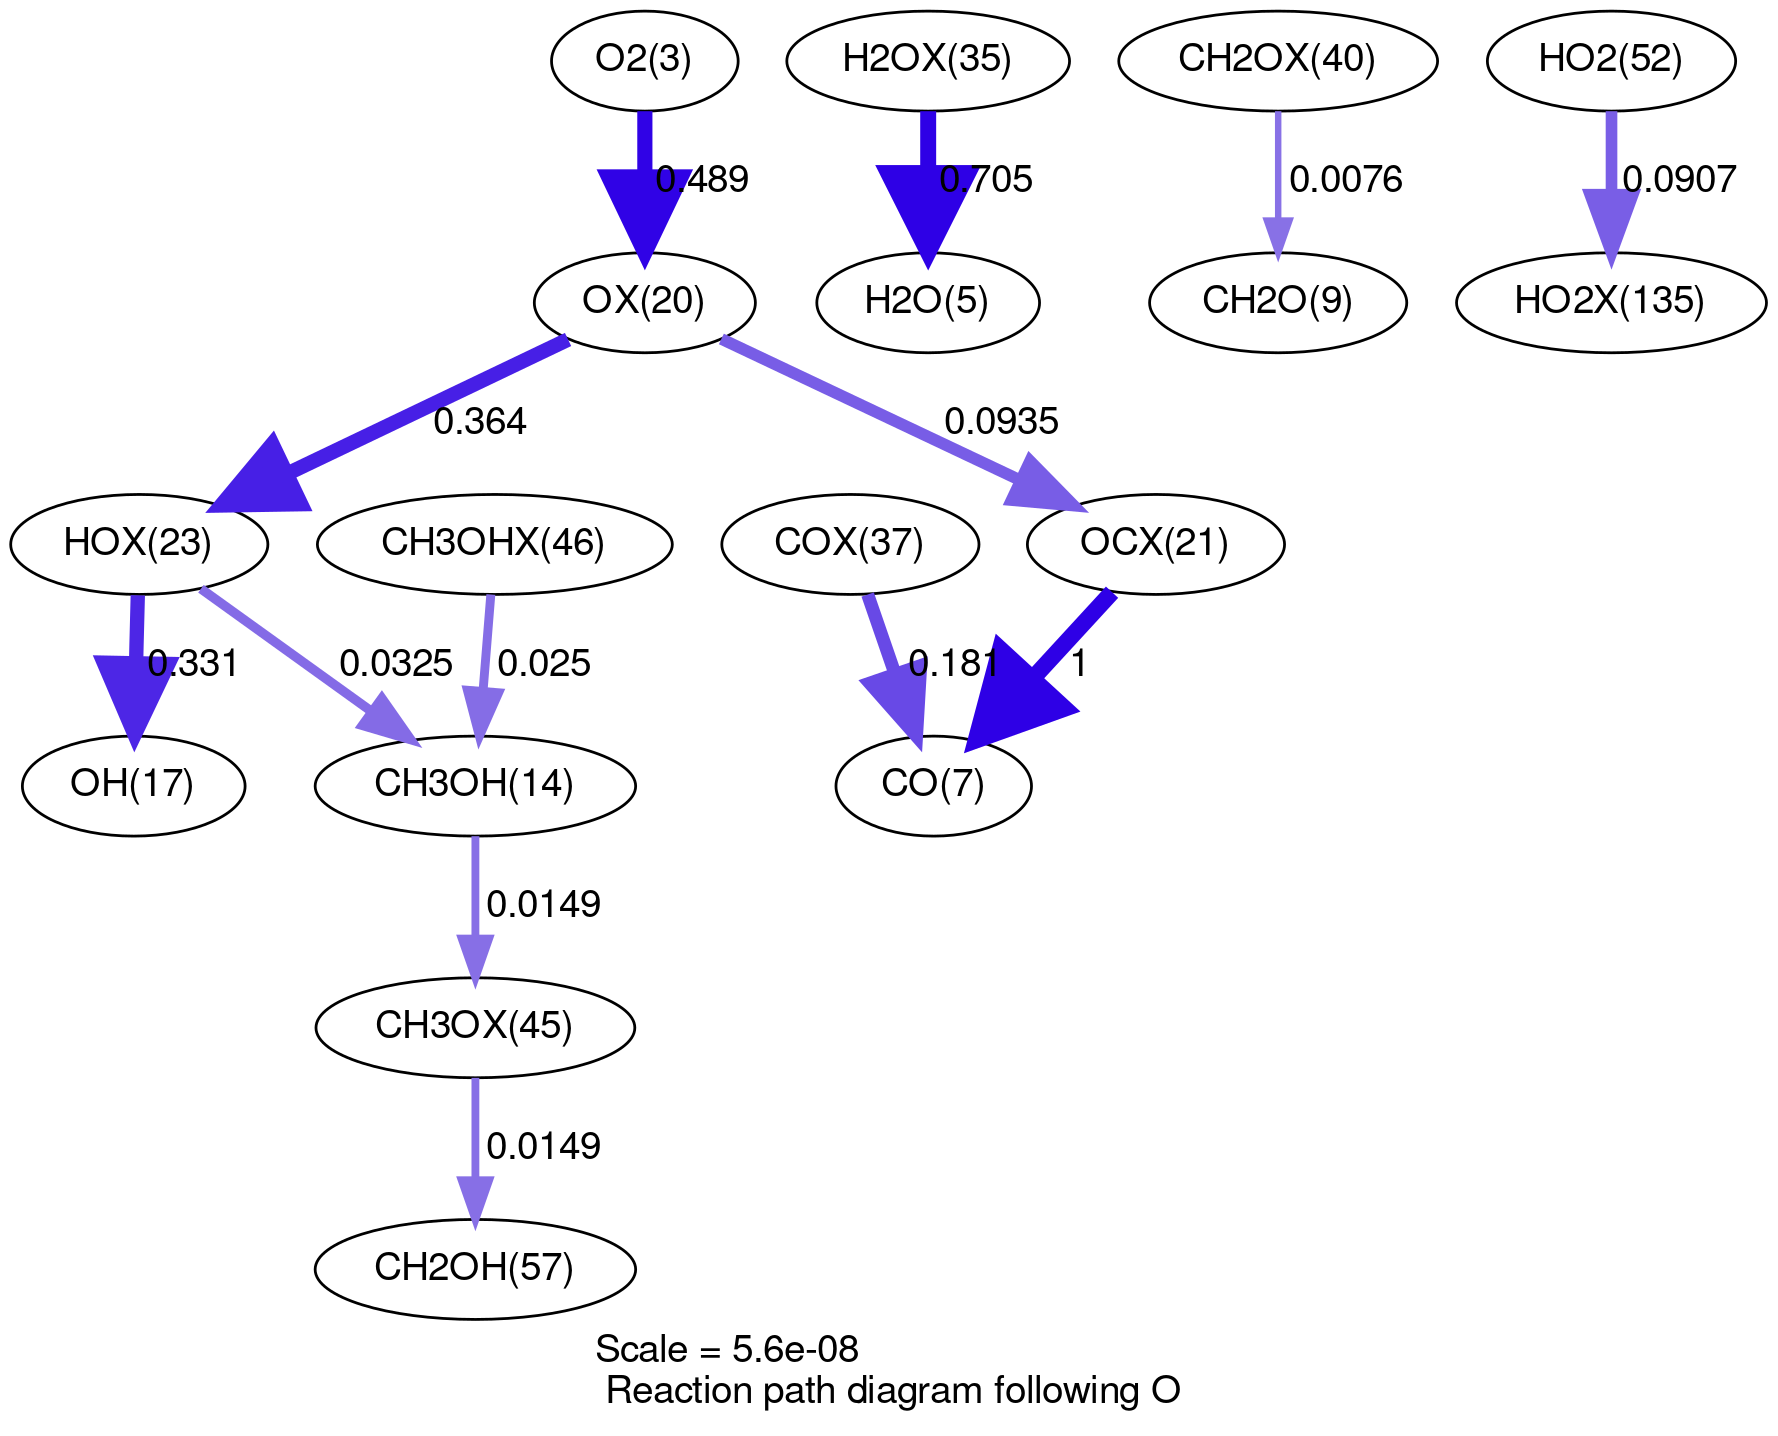 O2(3)
H2OX(35)
CH2OX(40)
HO2(52)
0.489
0.705
0.0076
0.0907
OX(20)
H2O(5)
CH2O(9)
HO2X(135)
0.364
0.0935
HOX(23)
CH3OHX(46)
COX(37)
OCX(21)
0.331
0.0325
0.025
0.181
1
OH(17)
CH3OH(14)
CO(7)
0.0149
CH3OX(45)
0.0149
CH2OH(57)
Scale = 5.6e-08
Reaction path diagram following O